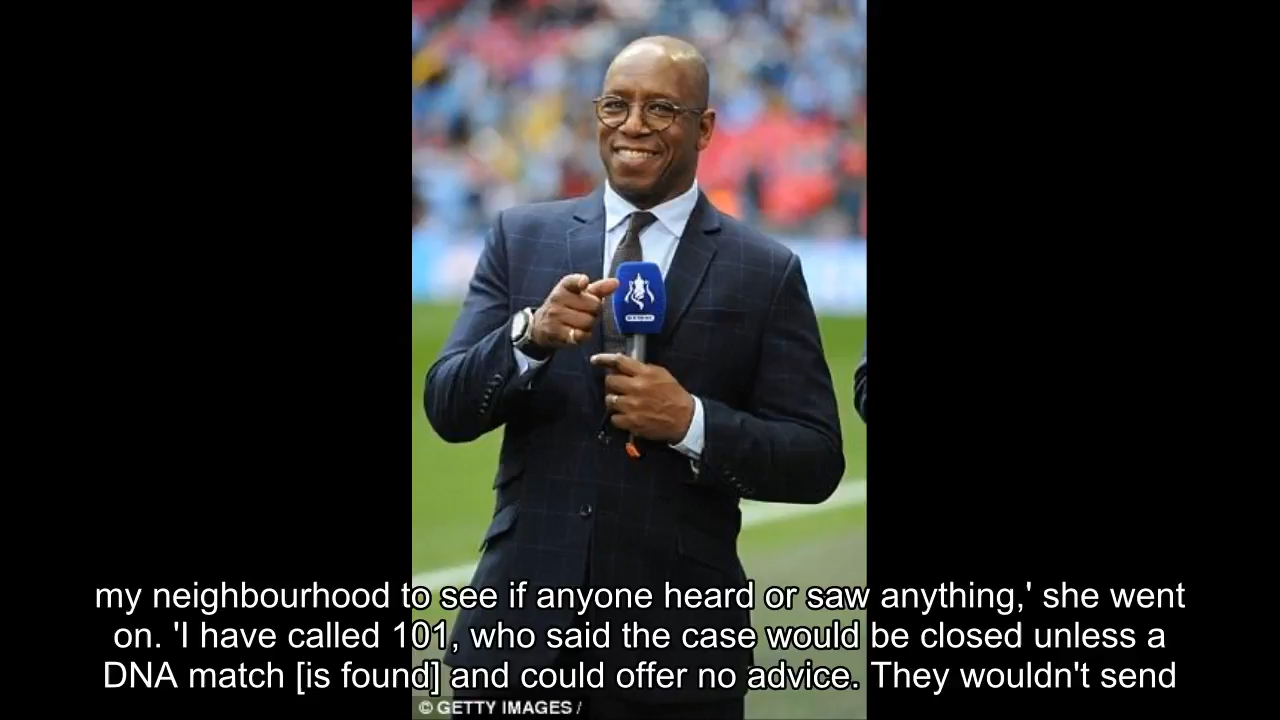 my neighbourhood to see if anyone heard or saw anything,' she went
on. 'I have called 101, who said the case would be closed unless a
DNA match [is found] and could offer no advice. They wouldn't send
© GETTY IMAGES /